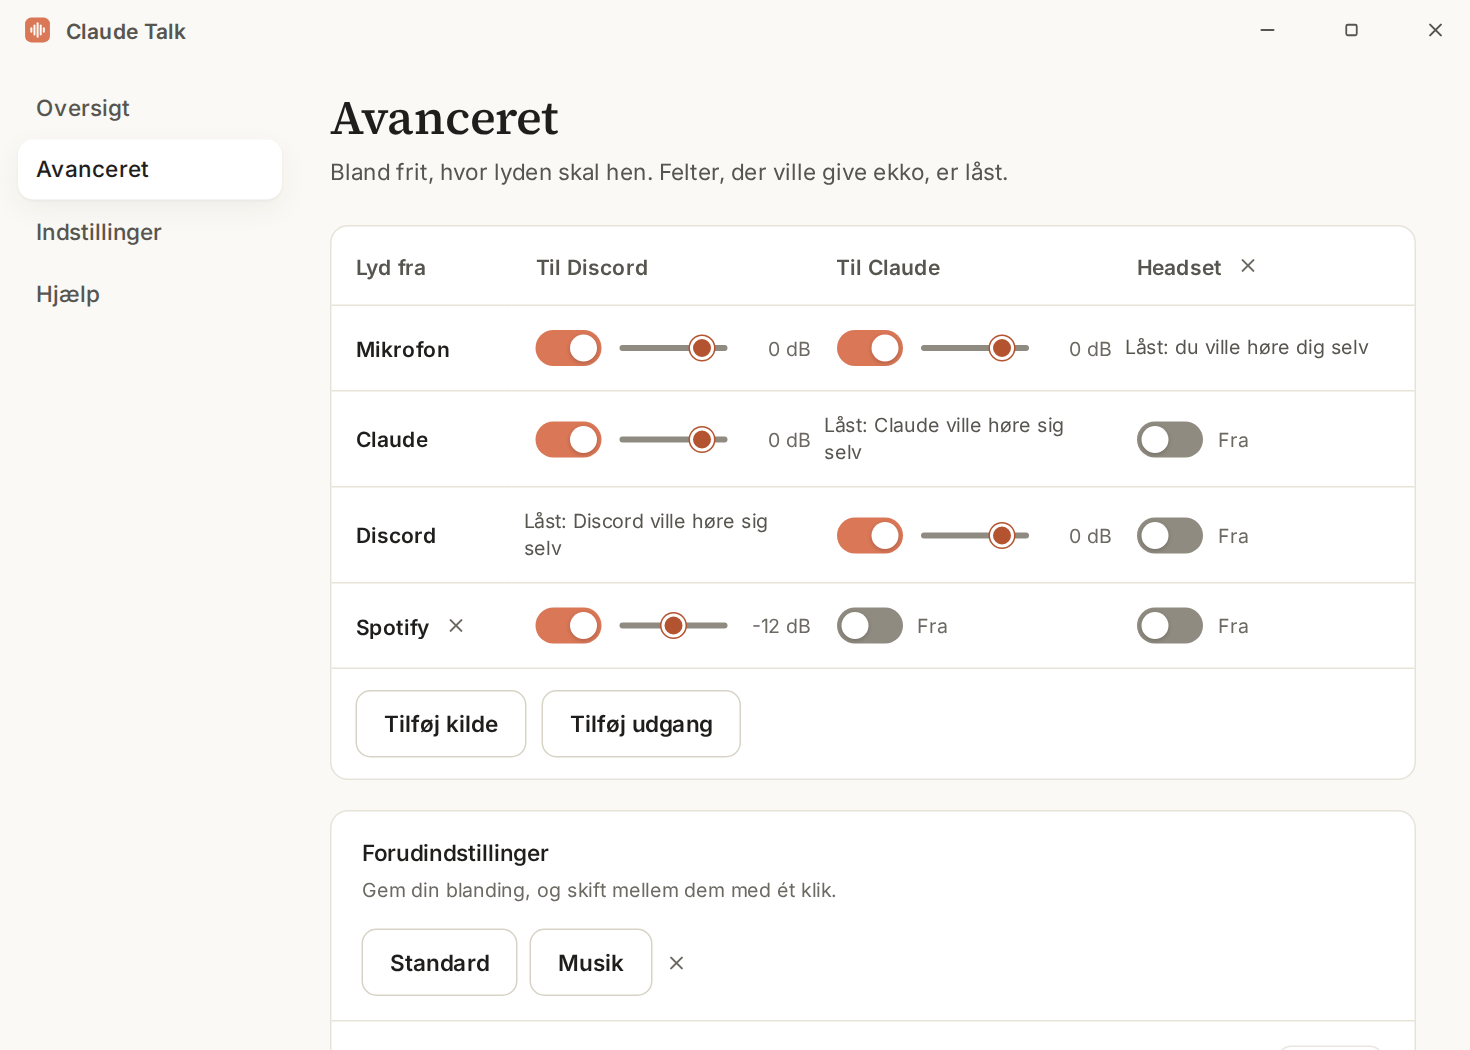 Claude Talk
Oversigt
Avanceret
Indstillinger
Hjælp
Avanceret
Bland frit, hvor lyden skal hen. Felter, der ville give ekko, er låst.
Lyd fra Til Discord Til Claude Headset
Mikrofon 0 dB 0 dB Låst: du ville høre dig selv
Claude 0 dB Låst: Claude ville høre sig
selv
Fra
Discord Låst: Discord ville høre sig
selv
0 dB Fra
Spotify -12 dB Fra Fra
Tilføj kilde Tilføj udgang
Forudindstillinger
Gem din blanding, og skift mellem dem med ét klik.
Standard Musik